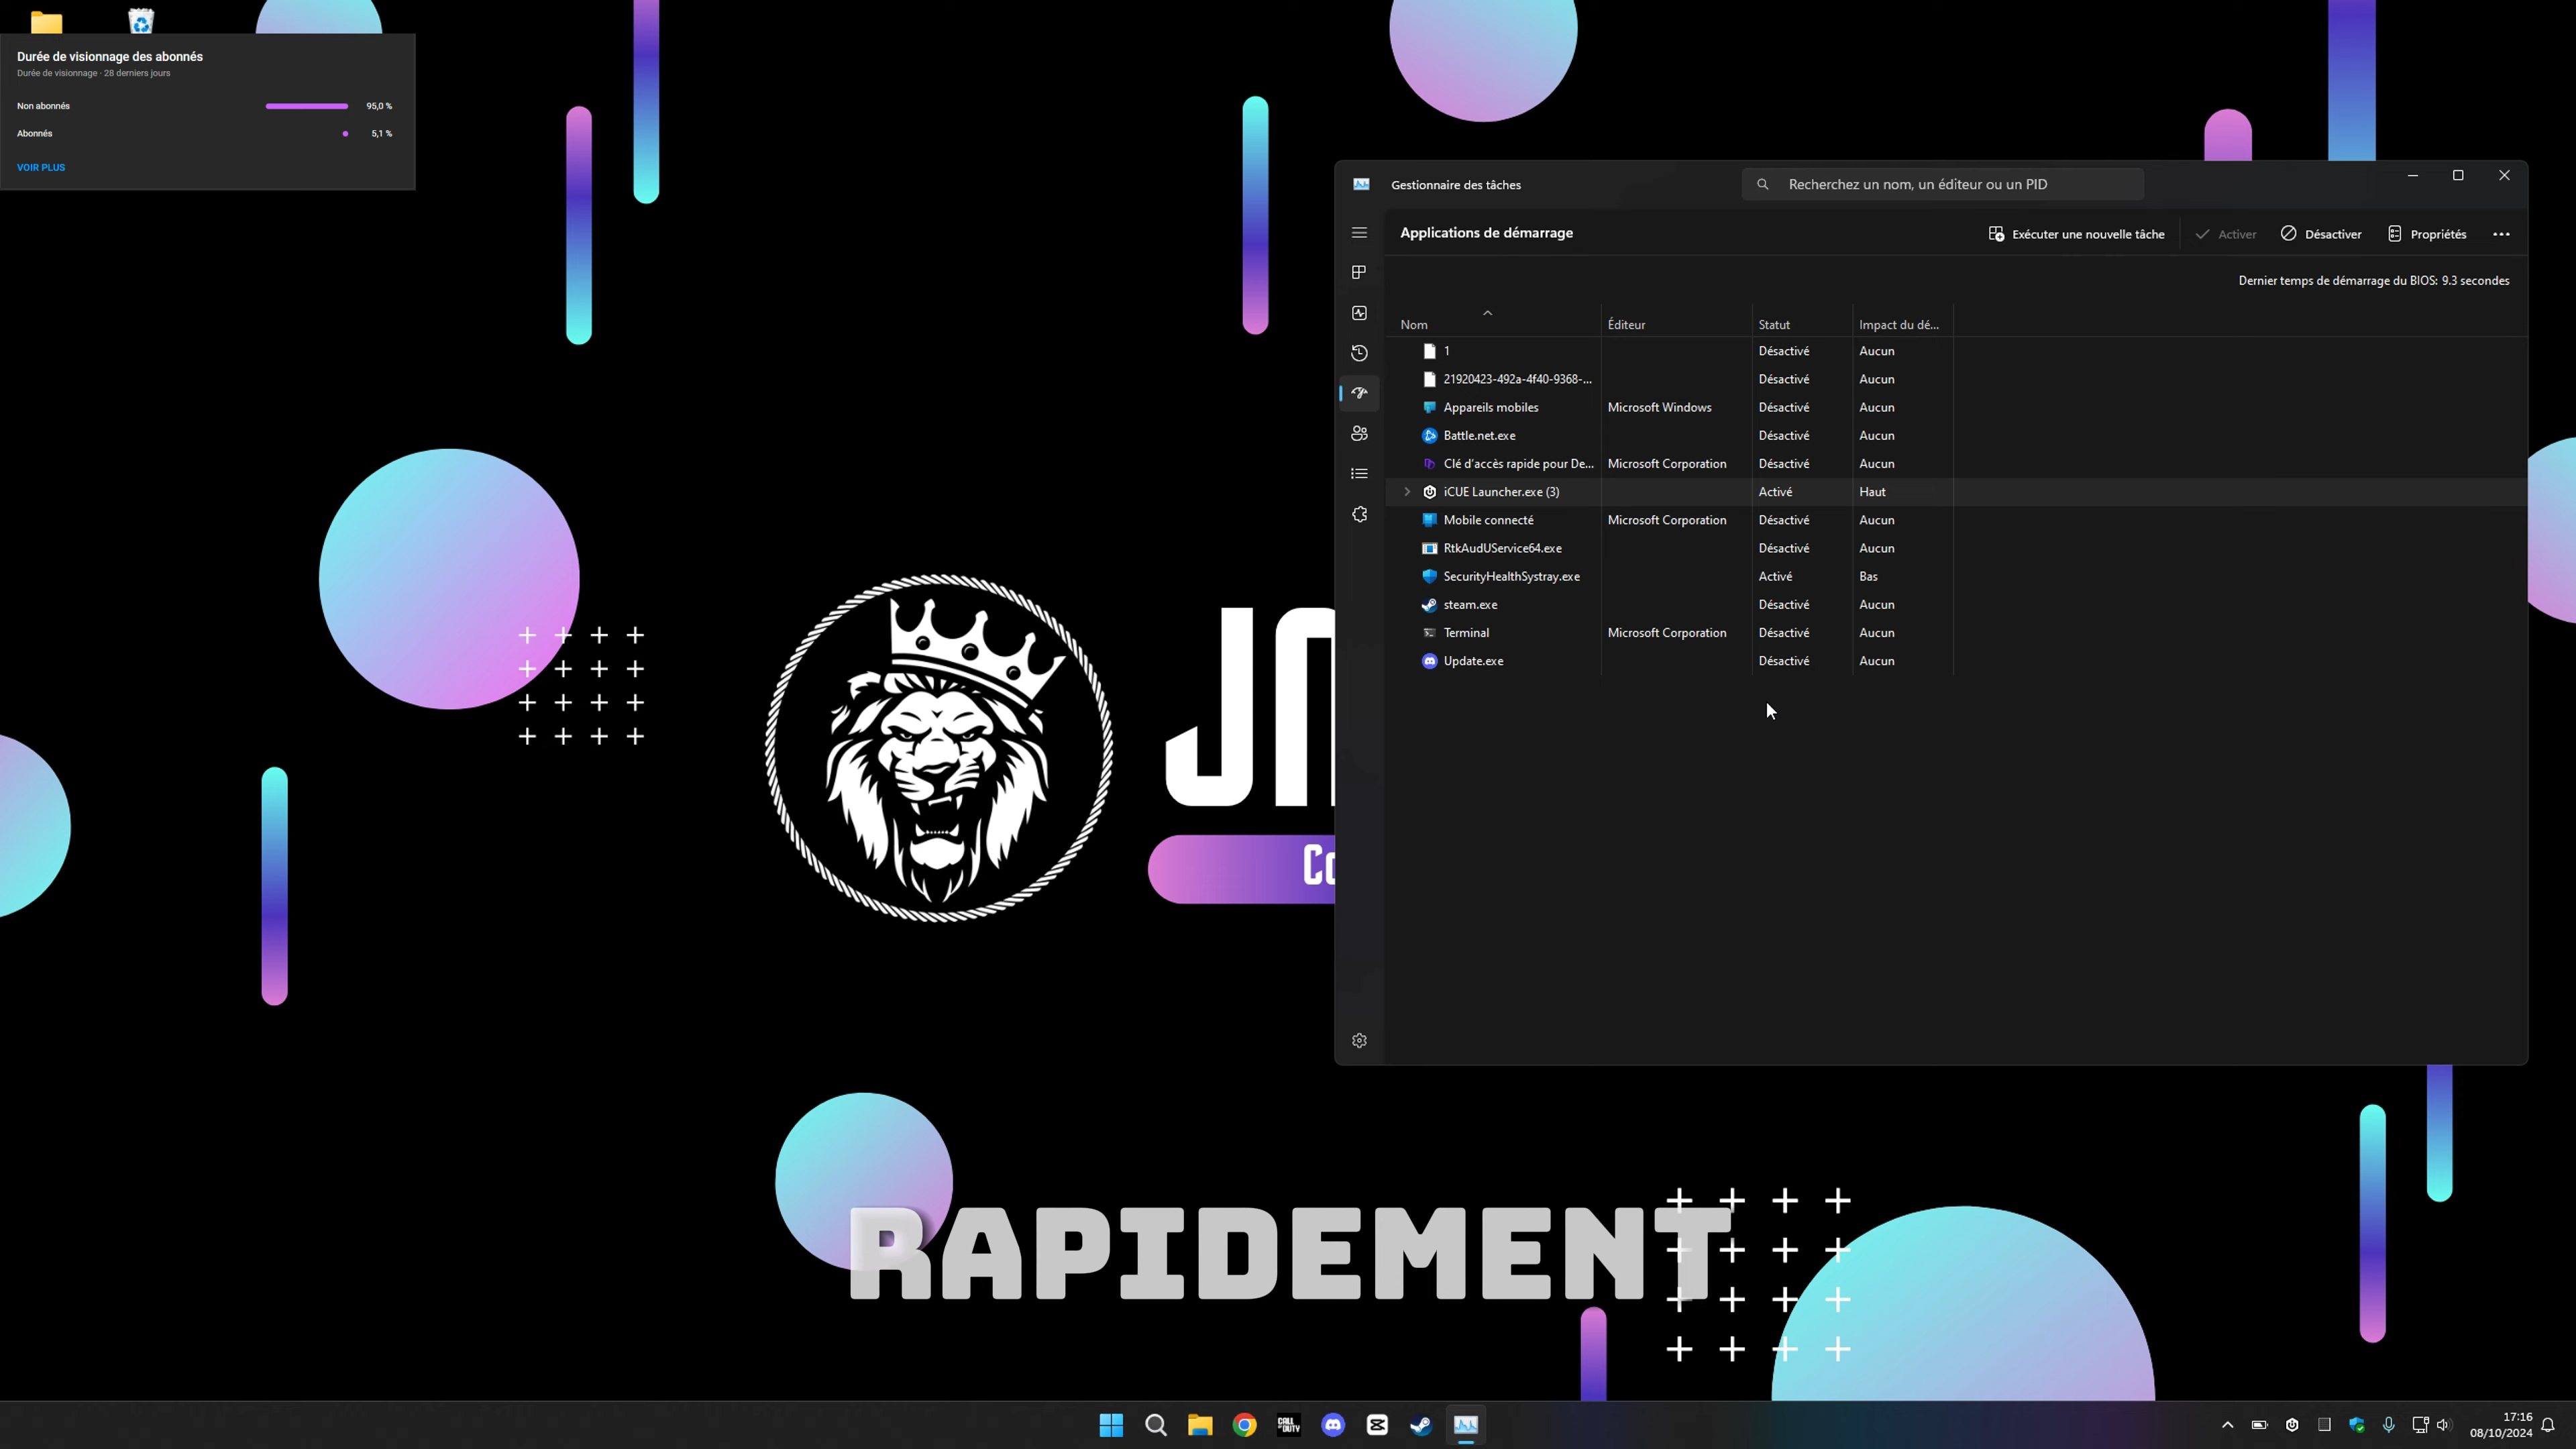 Durée de visionnage des abonnés
Durée de visionnage · 28 derniers jours
Non abonnés 95,0 %
Abonnés 5,1 %
VOIR PLUS
Gestionnaire des tâches
Recherchez un nom, un éditeur ou un PID
Applications de démarrage
Exécuter une nouvelle tâche
Activer
Désactiver
Propriétés
Dernier temps de démarrage du BIOS: 9.3 secondes
Nom Éditeur Statut Impact du dé...
1 Désactivé Aucun
21920423-492a-4f40-9368-... Désactivé Aucun
Appareils mobiles Microsoft Windows Désactivé Aucun
Battle.net.exe Désactivé Aucun
Clé d'accès rapide pour De... Microsoft Corporation Désactivé Aucun
iCUE Launcher.exe (3) Activé Haut
Mobile connecté Microsoft Corporation Désactivé Aucun
RtkAudUService64.exe Désactivé Aucun
SecurityHealthSystray.exe Activé Bas
steam.exe Désactivé Aucun
Terminal Microsoft Corporation Désactivé Aucun
Update.exe Désactivé Aucun
RAPIDEMENT
CALL OF DUTY
17:16
08/10/2024